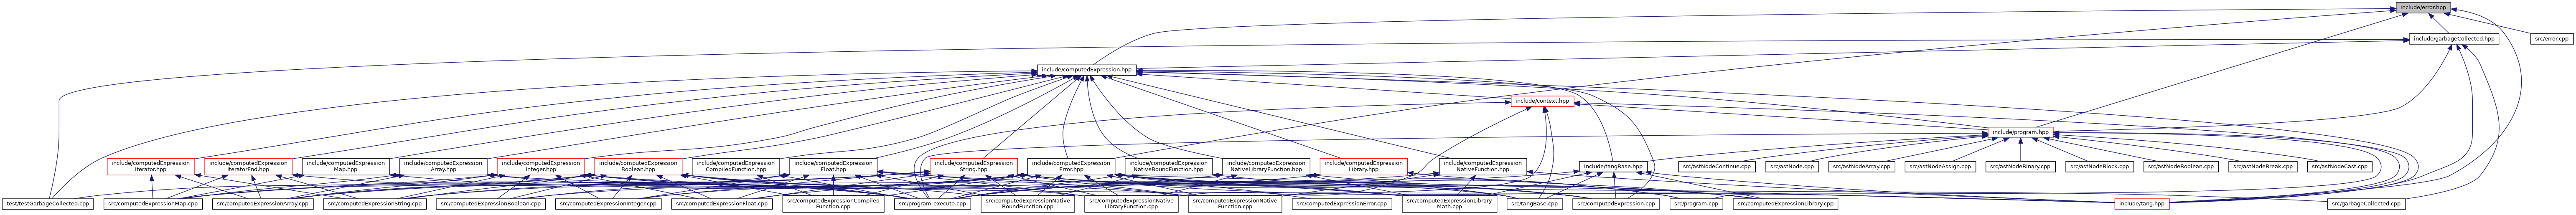 include/error.hpp
include/garbageCollected.hpp
src/error.cpp
include/computedExpression.hpp
include/context.hpp
include/program.hpp
include/computedExpression
Iterator.hpp
include/computedExpression
IteratorEnd.hpp
include/computedExpression
Map.hpp
include/computedExpression
Array.hpp
include/computedExpression
Integer.hpp
include/computedExpression
Boolean.hpp
include/computedExpression
CompiledFunction.hpp
include/computedExpression
Float.hpp
include/computedExpression
String.hpp
include/computedExpression
Error.hpp
include/computedExpression
NativeBoundFunction.hpp
include/computedExpression
NativeLibraryFunction.hpp
include/computedExpression
Library.hpp
include/computedExpression
NativeFunction.hpp
include/tangBase.hpp
src/astNodeContinue.cpp
src/astNode.cpp
src/astNodeArray.cpp
src/astNodeAssign.cpp
src/astNodeBinary.cpp
src/astNodeBlock.cpp
src/astNodeBoolean.cpp
src/astNodeBreak.cpp
src/astNodeCast.cpp
test/testGarbageCollected.cpp
src/computedExpressionMap.cpp
src/computedExpressionArray.cpp
src/computedExpressionString.cpp
src/computedExpressionBoolean.cpp
src/computedExpressionInteger.cpp
src/computedExpressionFloat.cpp
src/computedExpressionCompiled
Function.cpp
src/program-execute.cpp
src/computedExpressionNative
BoundFunction.cpp
src/computedExpressionNative
LibraryFunction.cpp
src/computedExpressionNative
Function.cpp
src/computedExpressionError.cpp
src/computedExpressionLibrary
Math.cpp
src/tangBase.cpp
src/computedExpression.cpp
src/program.cpp
src/computedExpressionLibrary.cpp
include/tang.hpp
src/garbageCollected.cpp